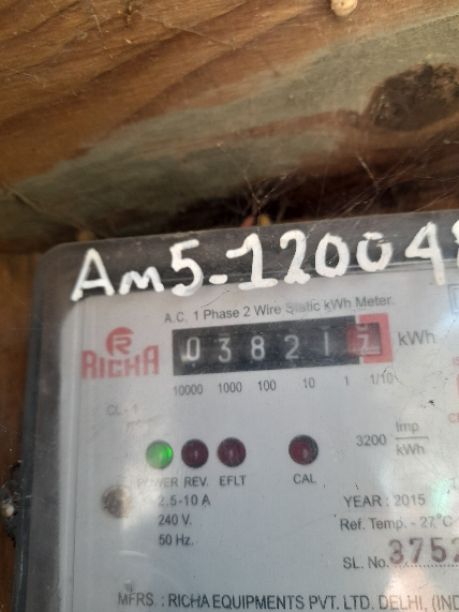 Am5-12004
A.C. 1 Phase 2 Wire Static kWh Meter.
RICHA
03821
kWh
10000 1000 100 10 1 1/10
CL - 1
3200 Imp/kWh
POWER REV. EFLT CAL
2.5-10 A
240 V.
50 Hz.
YEAR : 2015
Ref. Temp. - 27°C
SL. No. 3752
MFRS. : RICHA EQUIPMENTS PVT. LTD. DELHI. (IND